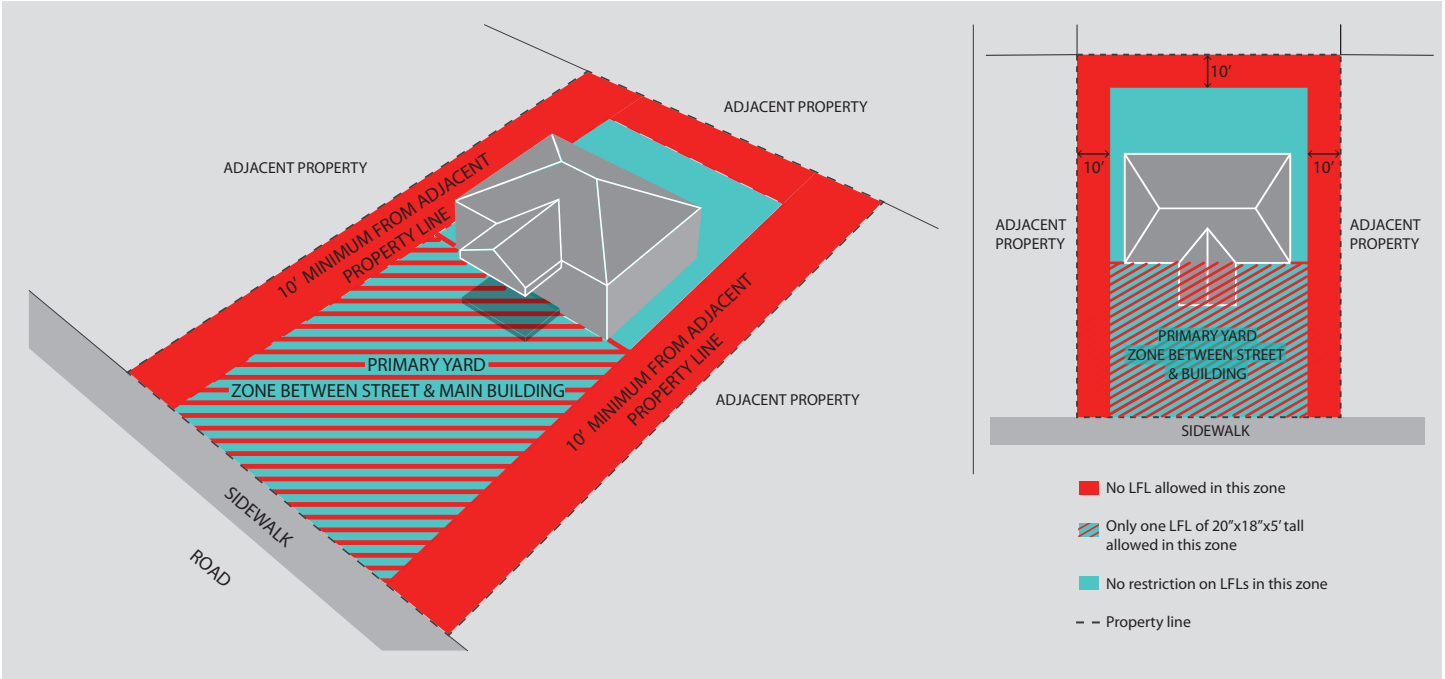 ADJACENT PROPERTY
ADJACENT PROPERTY
10’ MINIMUM FROM ADJACENT
PROPERTY LINE
PRIMARY YARD
ZONE BETWEEN STREET & MAIN BUILDING
10’ MINIMUM FROM ADJACENT
PROPERTY LINE
ADJACENT PROPERTY
SIDEWALK
ROAD
10’
10’
10’
ADJACENT
PROPERTY
ADJACENT
PROPERTY
PRIMARY YARD
ZONE BETWEEN STREET
& BUILDING
SIDEWALK
No LFL allowed in this zone
Only one LFL of 20”x18”x5’ tall
allowed in this zone
No restriction on LFLs in this zone
Property line